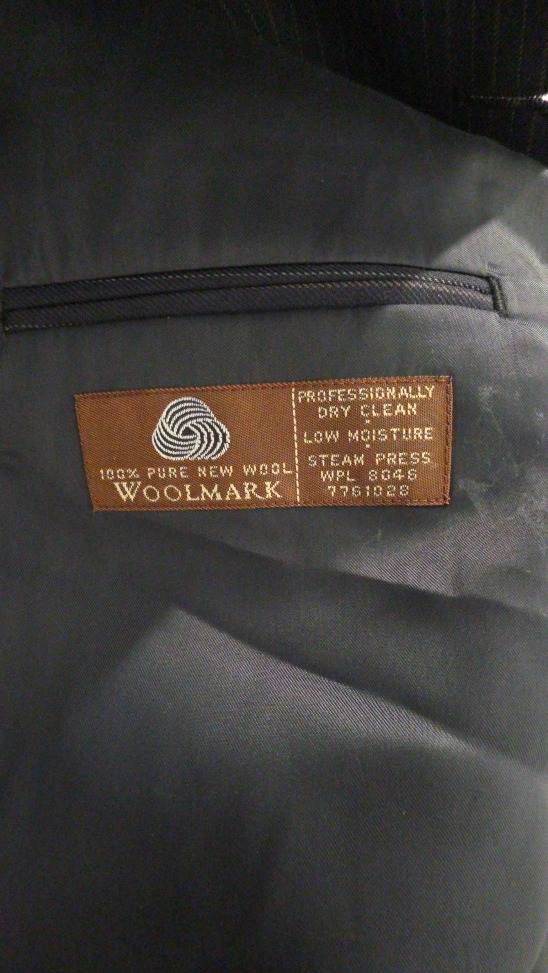 100% PURE NEW WOOL
WOOLMARK
PROFESSIONALLY
DRY CLEAN
-
LOW MOISTURE
-
STEAM PRESS
WPL 8046
7761028